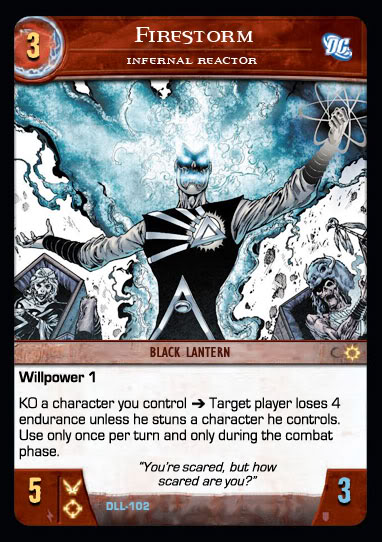 3
FIRESTORM
INFERNAL REACTOR
DC
BLACK LANTERN
C
Willpower 1
KO a character you control ➔ Target player loses 4
endurance unless he stuns a character he controls.
Use only once per turn and only during the combat
phase.
"You're scared, but how
scared are you?"
5
DLL-102
3